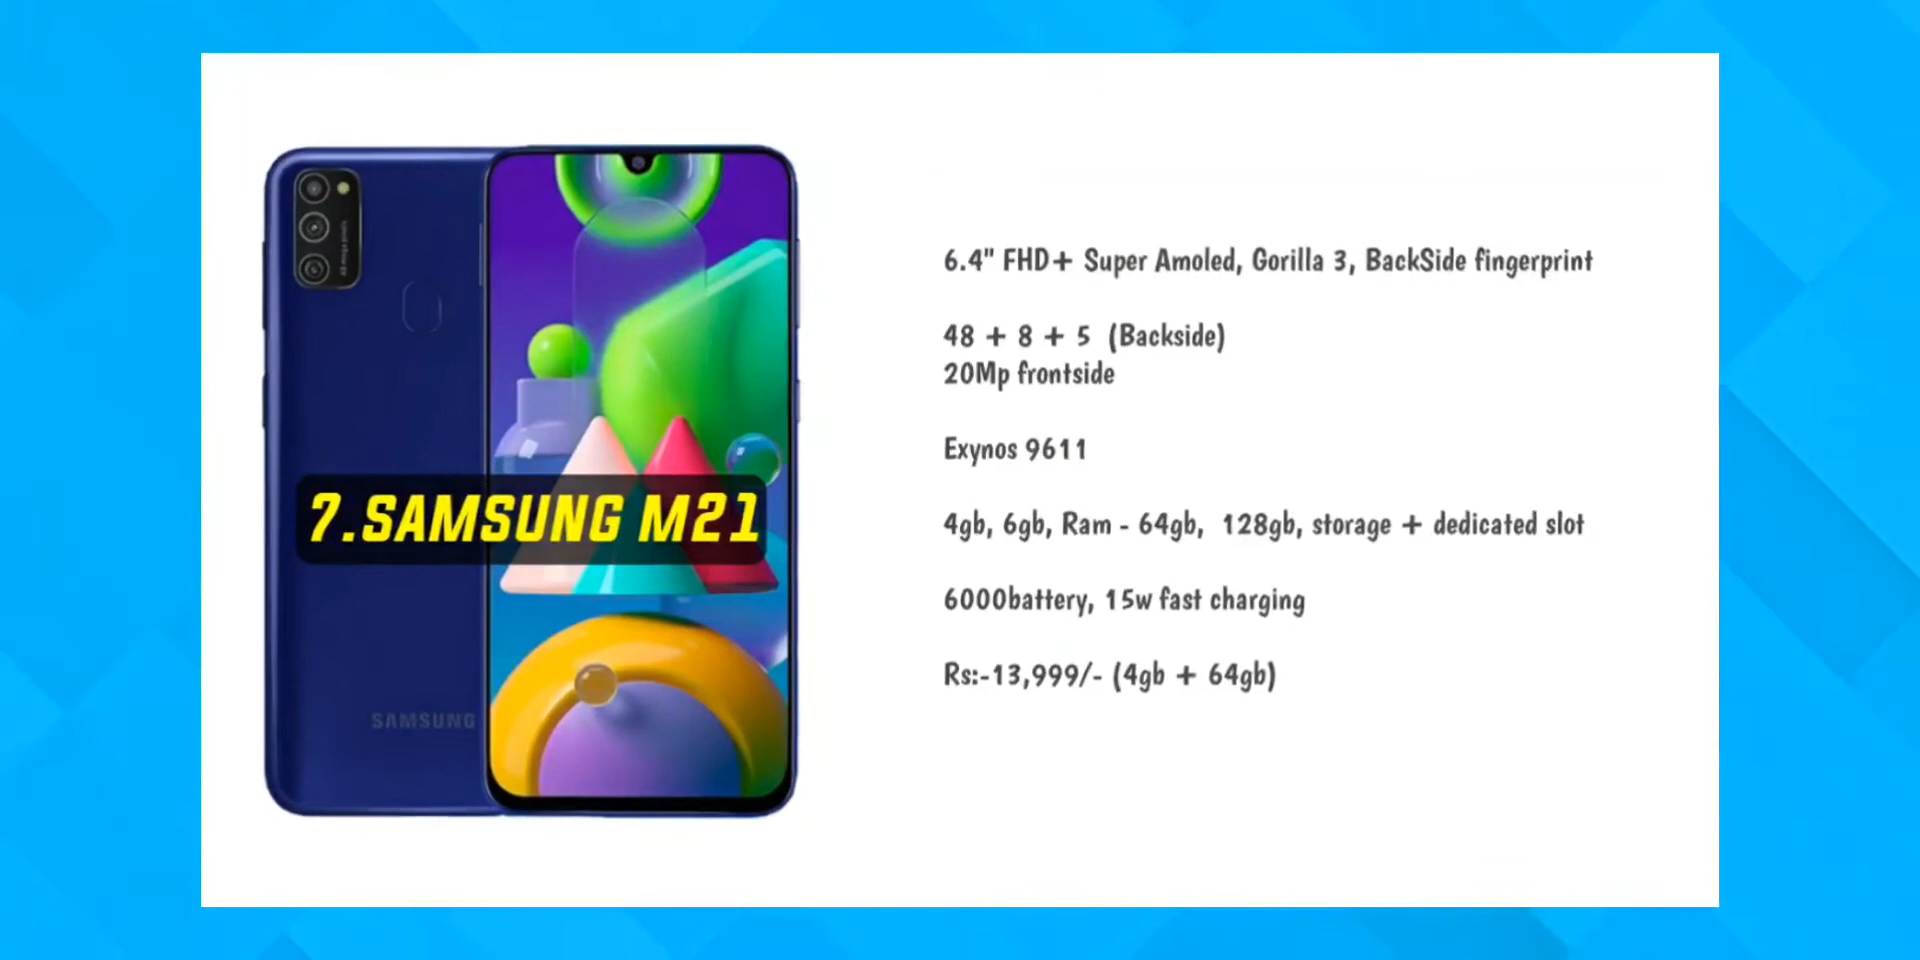 7.SAMSUNG M21
SAMSUNG
6.4" FHD+ Super Amoled, Gorilla 3, BackSide fingerprint
48 + 8 + 5 (Backside)
20Mp frontside
Exynos 9611
4gb, 6gb, Ram - 64gb, 128gb, storage + dedicated slot
6000battery, 15w fast charging
Rs:-13,999/- (4gb + 64gb)